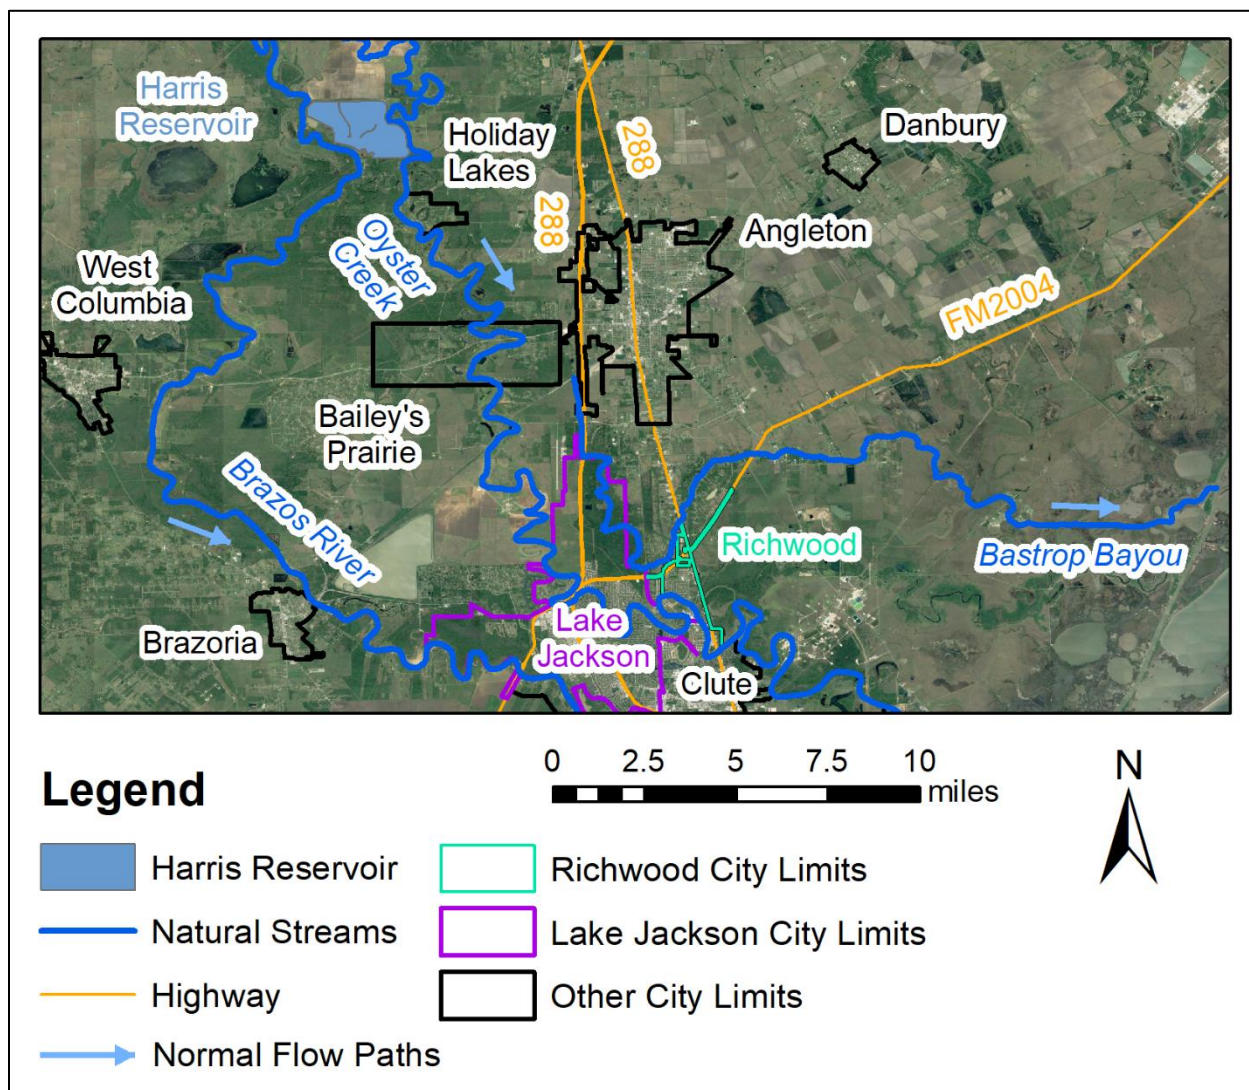 Harris
Reservoir
Holiday
Lakes
288
288
Danbury
Angleton
West
Columbia
Oyster
Creek
FM2004
Bailey's
Prairie
Brazos River
Richwood
Bastrop Bayou
Brazoria
Lake
Jackson
Clute
Legend
0 2.5 5 7.5 10
miles
N
Harris Reservoir
Richwood City Limits
Natural Streams
Lake Jackson City Limits
Highway
Other City Limits
Normal Flow Paths